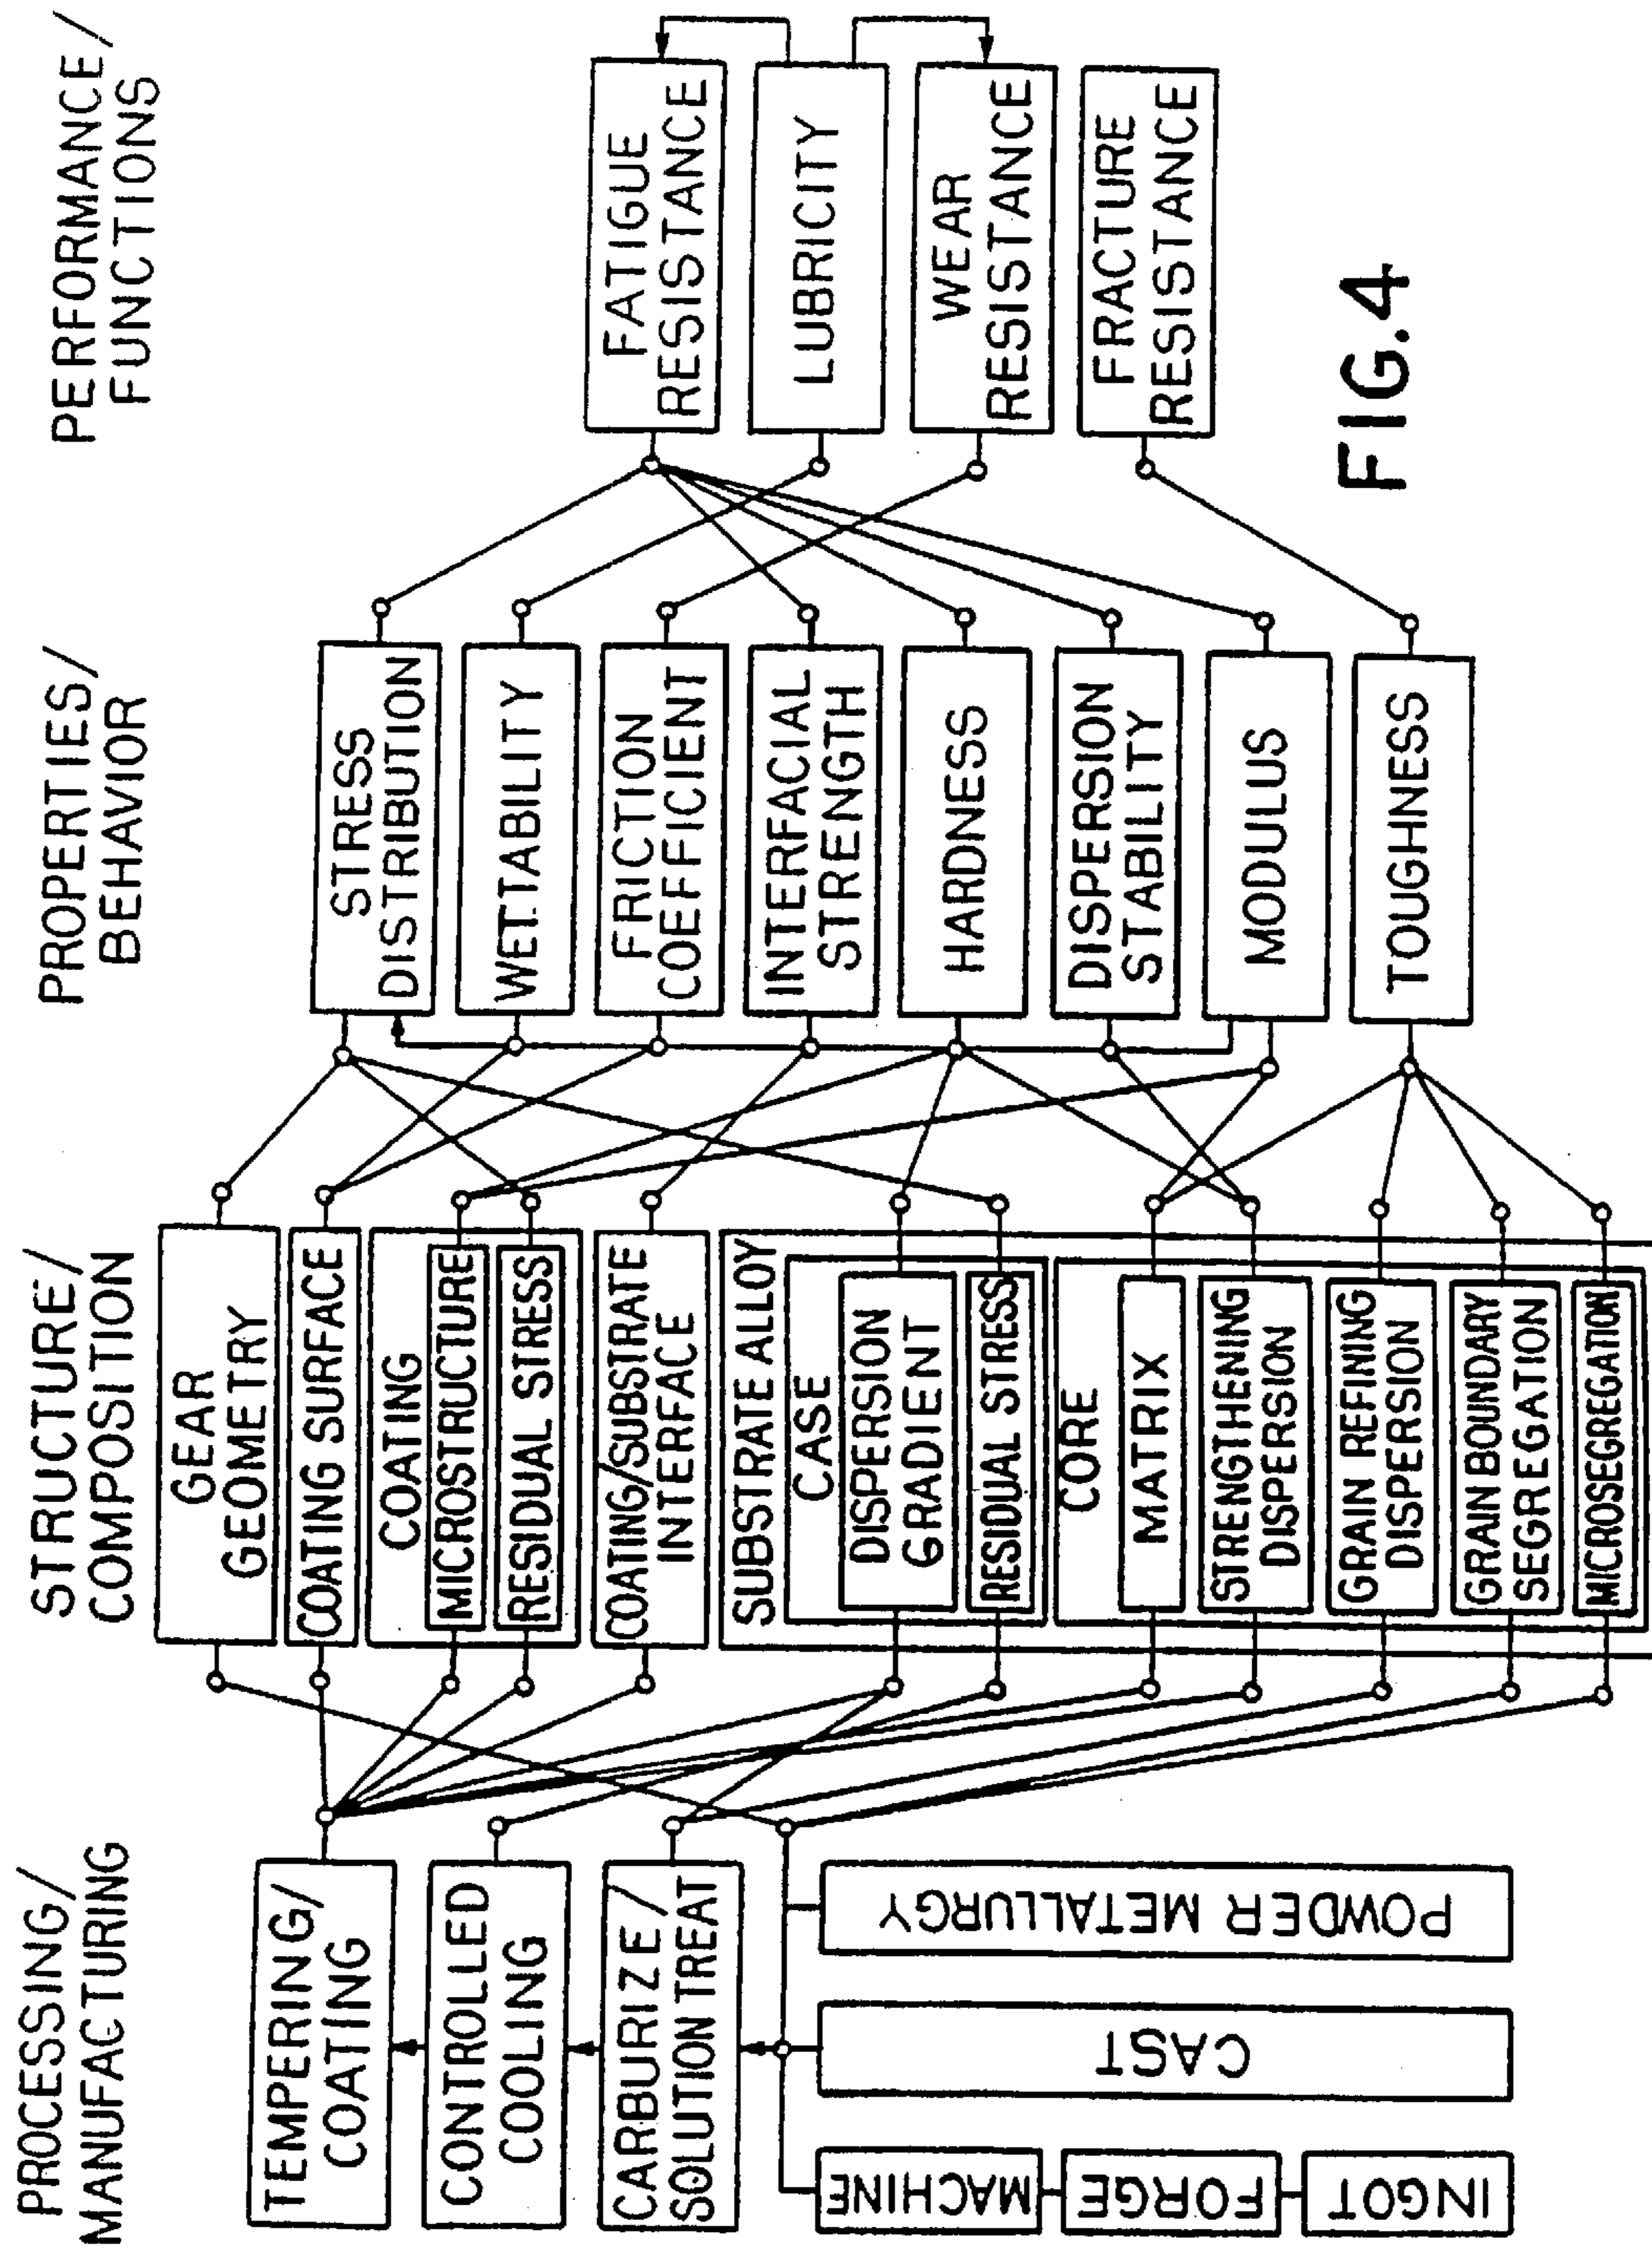 PROCESSING/
MANUFACTURING
TEMPERING/
COATING
CONTROLLED
COOLING
CARBURIZE/
SOLUTION TREAT
MACHINE
FORGE
INGOT
CAST
POWDER METALLURGY
STRUCTURE/
COMPOSITION
GEAR
GEOMETRY
COATING SURFACE
COATING
MICROSTRUCTURE
RESIDUAL STRESS
COATING/SUBSTRATE
INTERFACE
SUBSTRATE ALLOY
CASE
DISPERSION
GRADIENT
RESIDUAL STRESS
CORE
MATRIX
STRENGTHENING
DISPERSION
GRAIN REFINING
DISPERSION
GRAIN BOUNDARY
SEGREGATION
MICROSEGREGATION
PROPERTIES/
BEHAVIOR
STRESS
DISTRIBUTION
WETTABILITY
FRICTION
COEFFICIENT
INTERFACIAL
STRENGTH
HARDNESS
DISPERSION
STABILITY
MODULUS
TOUGHNESS
PERFORMANCE/
FUNCTIONS
FATIGUE
RESISTANCE
LUBRICITY
WEAR
RESISTANCE
FRACTURE
RESISTANCE
FIG.4